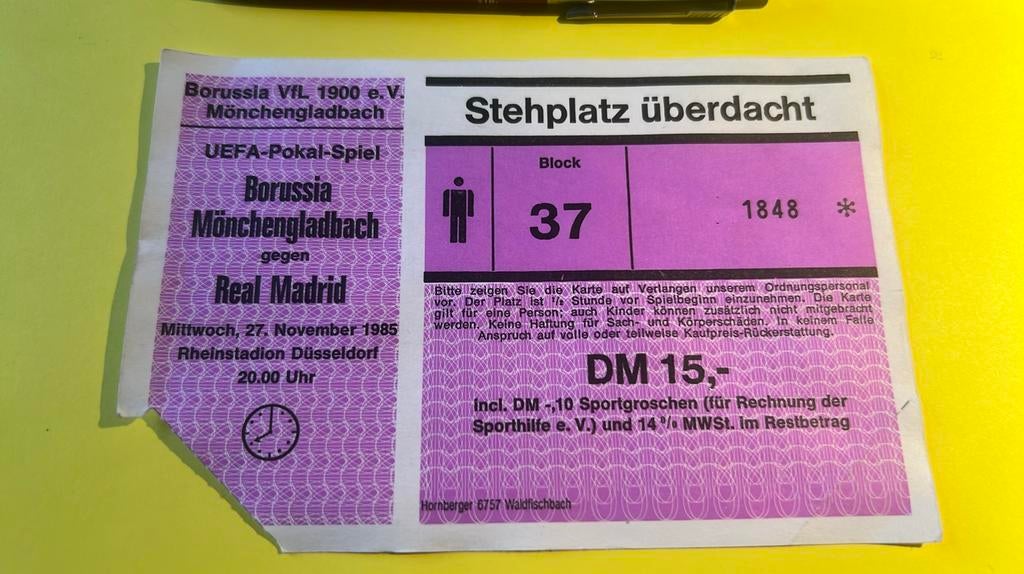 Borussia VfL 1900 e.V.
Mönchengladbach
UEFA-Pokal-Spiel
Borussia
Mönchengladbach
gegen
Real Madrid
Mittwoch, 27. November 1985
Rheinstadion Düsseldorf
20.00 Uhr
Stehplatz überdacht
Block
37
1848 *
Bitte zeigen Sie die Karte auf Verlangen unserem Ordnungspersonal
vor. Der Platz ist ½ Stunde vor Spielbeginn einzunehmen. Die Karte
gilt für eine Person; auch Kinder können zusätzlich nicht mitgebracht
werden. Keine Haftung für Sach- und Körperschäden. In keinem Falle
Anspruch auf volle oder teilweise Kaufpreis-Rückerstattung.
DM 15,-
incl. DM -,10 Sportgroschen (für Rechnung der
Sporthilfe e. V.) und 14 % MWSt. im Restbetrag
Hornberger 6757 Waldfischbach